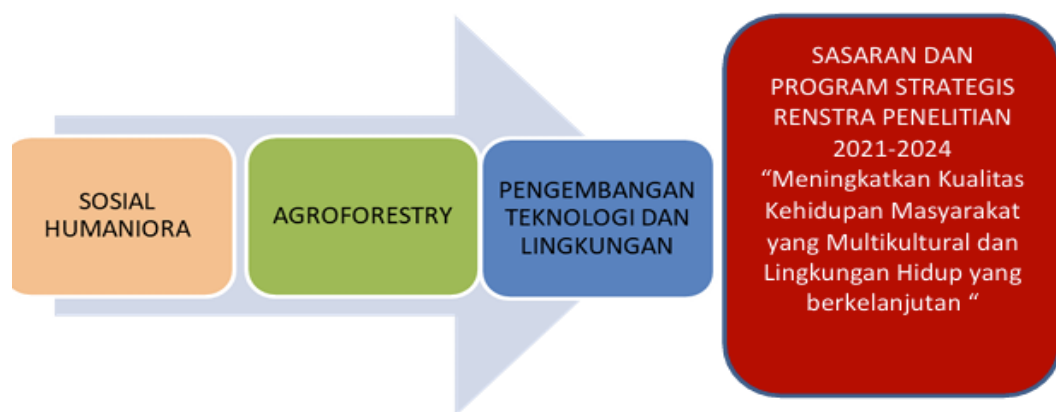 SOSIAL
HUMANIORA
AGROFORESTRY
PENGEMBANGAN
TEKNOLOGI DAN
LINGKUNGAN
SASARAN DAN
PROGRAM STRATEGIS
RENSTRA PENELITIAN
2021-2024
“Meningkatkan Kualitas
Kehidupan Masyarakat
yang Multikultural dan
Lingkungan Hidup yang
berkelanjutan “